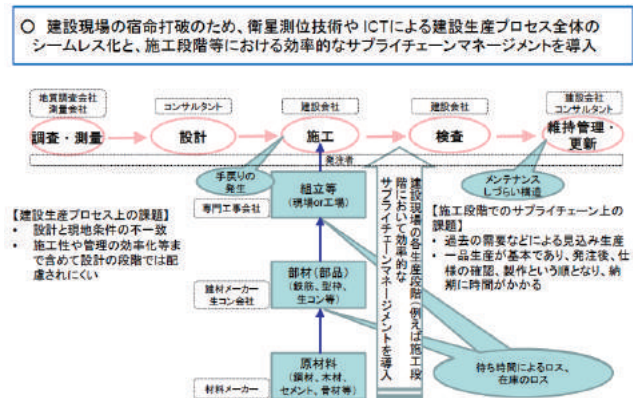 ○ 建設現場の宿命打破のため、衛星測位技術や ICTによる建設生産プロセス全体の
シームレス化と、施工段階等における効率的なサプライチェーンマネージメントを導入
地質調査会社
測量会社
コンサルタント
建設会社
建設会社
建設会社
コンサルタント
調査・測量
設計
施工
検査
維持管理・
更新
発注者
手戻りの
発生
メンテナンス
しづらい構造
組立等
(現場or工場)
専門工事会社
【建設生産プロセス上の課題】
• 設計と現地条件の不一致
• 施工性や管理の効率化等ま
で含めて設計の段階では配
慮されにくい
建設現場の各生産段階(例えば施工段
階において効率的な
サプライチェーンマネージメントを導入
【施工段階でのサプライチェーン上の
課題】
• 過去の需要などによる見込み生産
• 一品生産が基本であり、発注後、仕
様の確認、製作という順となり、納
期に時間がかかる
部材(部品)
(鉄筋、型枠、
生コン等)
建材メーカー
生コン会社
待ち時間によるロス、
在庫のロス
原材料
(鋼材、木材、
セメント、骨材等)
材料メーカー